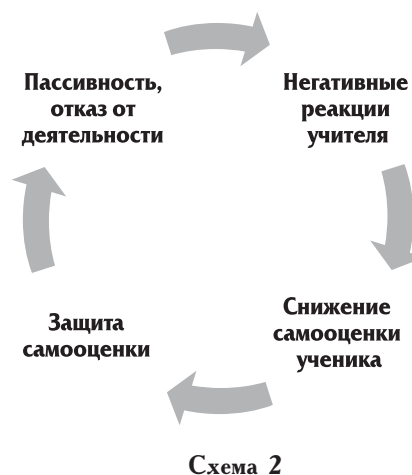 Пассивность,
отказ от
деятельности
Негативные
реакции
учителя
Снижение
самооценки
ученика
Защита
самооценки
Схема 2